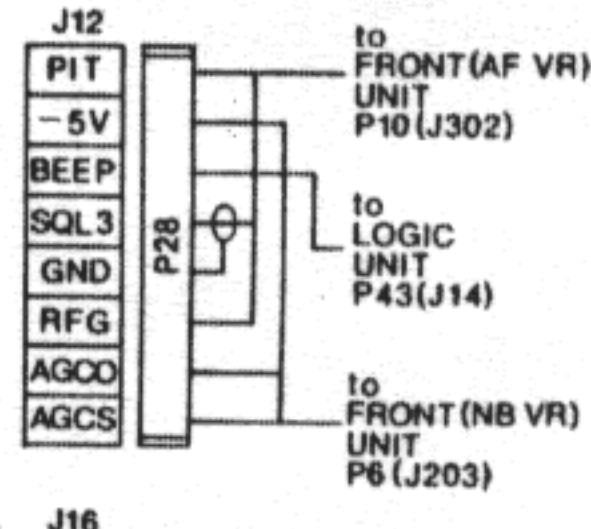 J12
PIT
－5V
BEEP
SQL3
GND
RFG
AGCO
AGCS
P28
to
FRONT(AF VR)
UNIT
P10(J302)
to
LOGIC
UNIT
P43(J14)
to
FRONT(NB VR)
UNIT
P6(J203)
J16